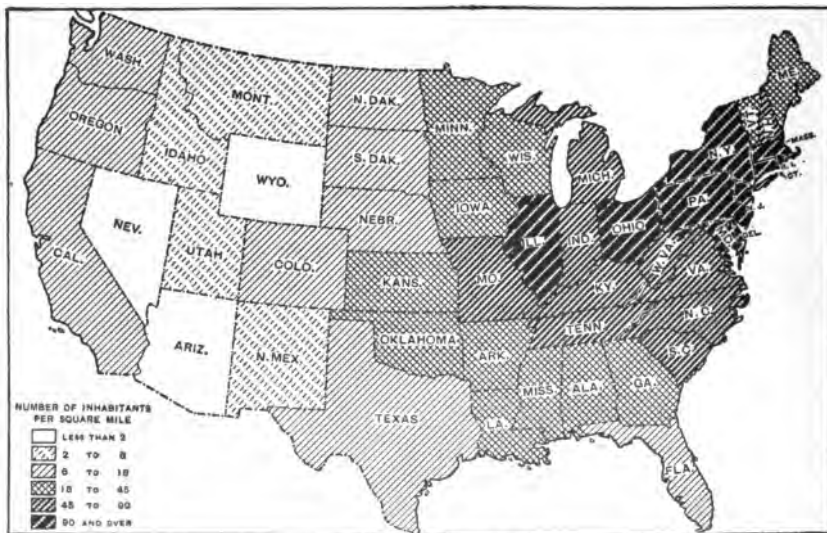 WASH.
MONT.
N. DAK.
MINN.
ME.
OREGON
IDAHO
WYO.
S. DAK.
WIS.
MICH.
N.Y.
MASS.
CT.
NEV.
UTAH
COLO.
NEBR.
IOWA
ILL.
IND.
OHIO
PA.
J.
DEL.
CAL.
KANS.
MO.
KY.
W. VA.
VA.
ARIZ.
N. MEX.
OKLAHOMA
ARK.
TENN.
N. C.
S. C.
TEXAS
LA.
MISS.
ALA.
GA.
FLA.
NUMBER OF INHABITANTS
PER SQUARE MILE
LESS THAN 2
2 TO 6
6 TO 18
18 TO 45
45 TO 90
90 AND OVER